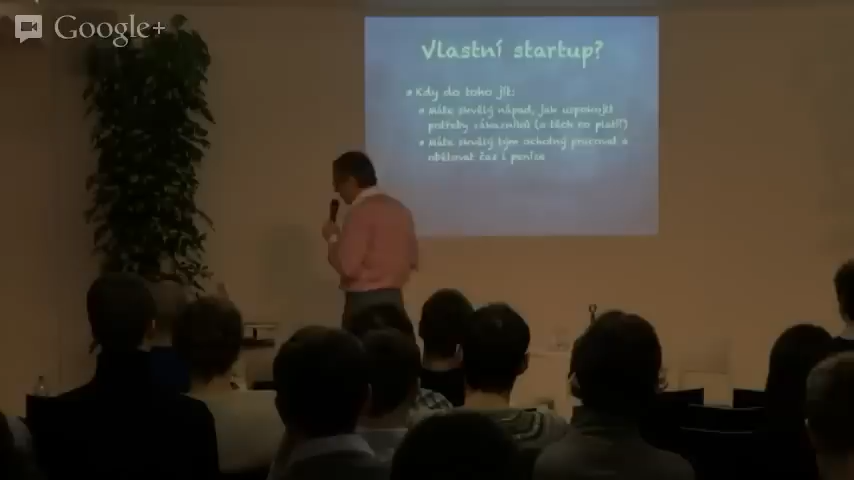 Google+
Vlastní startup?
Kdy do toho jít:
Máte skvělý nápad, jak uspokojit
potřeby zákazníků (a těch co platí!)
Máte skvělý tým ochotný pracovat a
obětovat čas i peníze